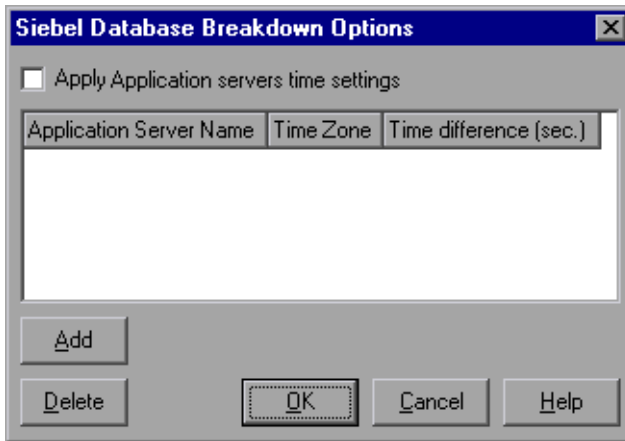 Siebel Database Breakdown Options
Apply Application servers time settings
Application Server Name Time Zone Time difference (sec.)
Add
Delete OK Cancel Help